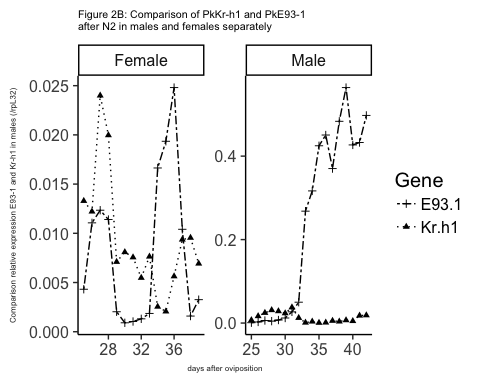 Figure 2B: Comparison of PkKr-h1 and PkE93-1
after N2 in males and females separately
Female
Male
Comparison relative expression E93-1 and Kr-h1 in males (/rpL32)
0.025
0.020
0.015
0.010
0.005
0.000
28
32
36
0.4
0.2
0.0
25
30
35
40
days after oviposition
Gene
E93.1
Kr.h1